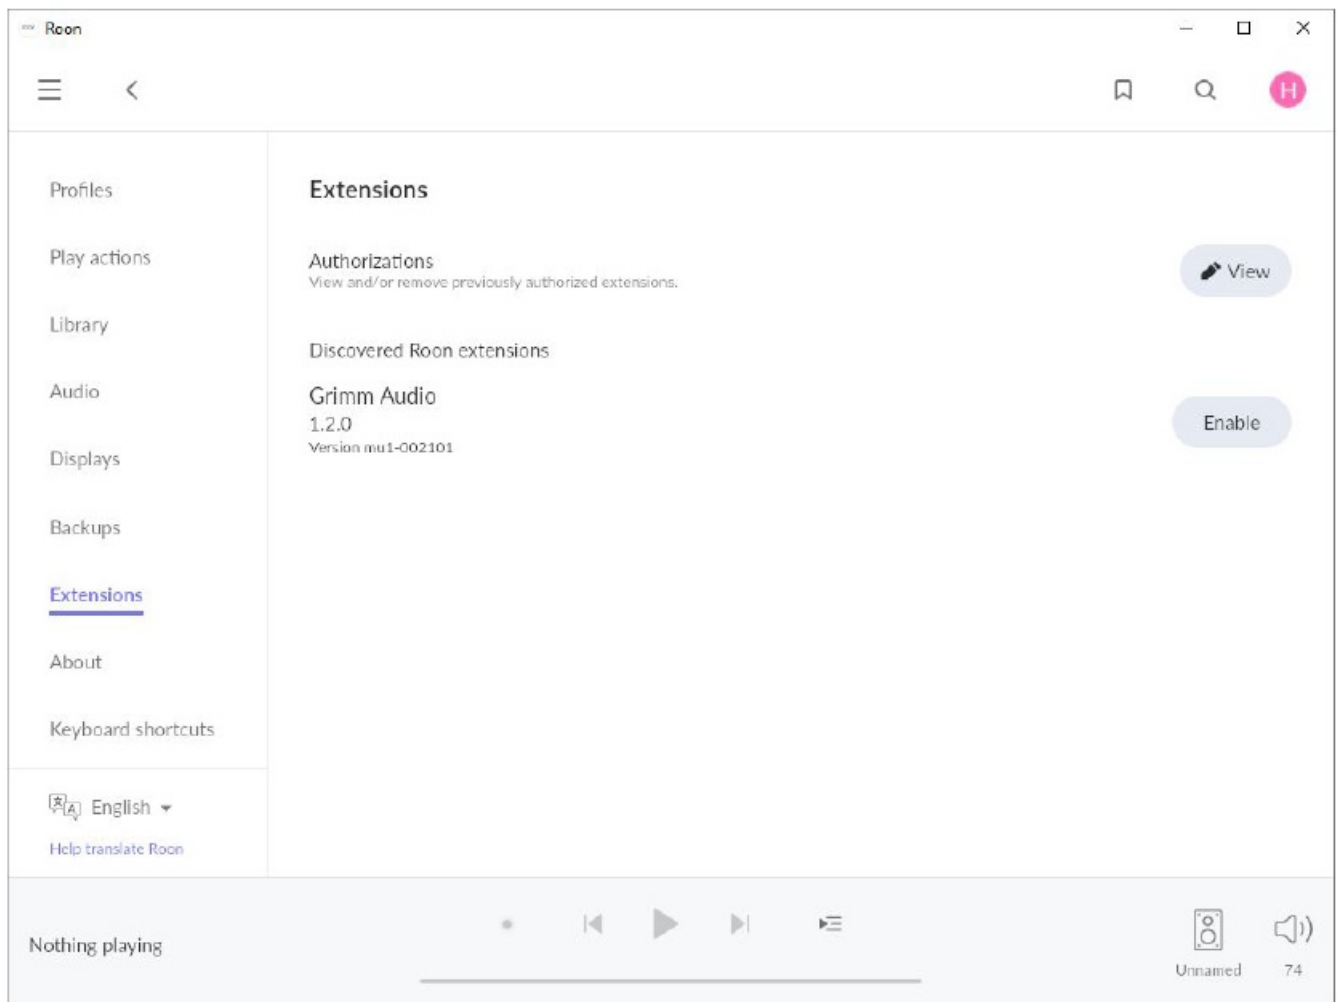 Roon
H
Profiles
Play actions
Library
Audio
Displays
Backups
Extensions
About
Keyboard shortcuts
English
Help translate Roon
Extensions
Authorizations
View and/or remove previously authorized extensions.
View
Discovered Roon extensions
Grimm Audio
1.2.0
Version mu1-002101
Enable
Nothing playing
Unnamed
74